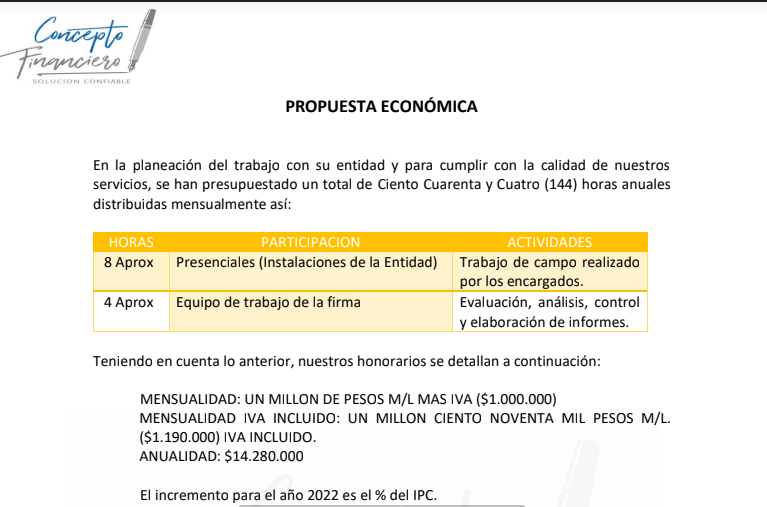 Concepto
Financiero
SOLUCION CONFIABLE
PROPUESTA ECONÓMICA
En la planeación del trabajo con su entidad y para cumplir con la calidad de nuestros
servicios, se han presupuestado un total de Ciento Cuarenta y Cuatro (144) horas anuales
distribuidas mensualmente así:
HORAS PARTICIPACION ACTIVIDADES
8 Aprox Presenciales (Instalaciones de la Entidad) Trabajo de campo realizado
por los encargados.
4 Aprox Equipo de trabajo de la firma Evaluación, análisis, control
y elaboración de informes.
Teniendo en cuenta lo anterior, nuestros honorarios se detallan a continuación:
MENSUALIDAD: UN MILLON DE PESOS M/L MAS IVA ($1.000.000)
MENSUALIDAD IVA INCLUIDO: UN MILLON CIENTO NOVENTA MIL PESOS M/L.
($1.190.000) IVA INCLUIDO.
ANUALIDAD: $14.280.000
El incremento para el año 2022 es el % del IPC.